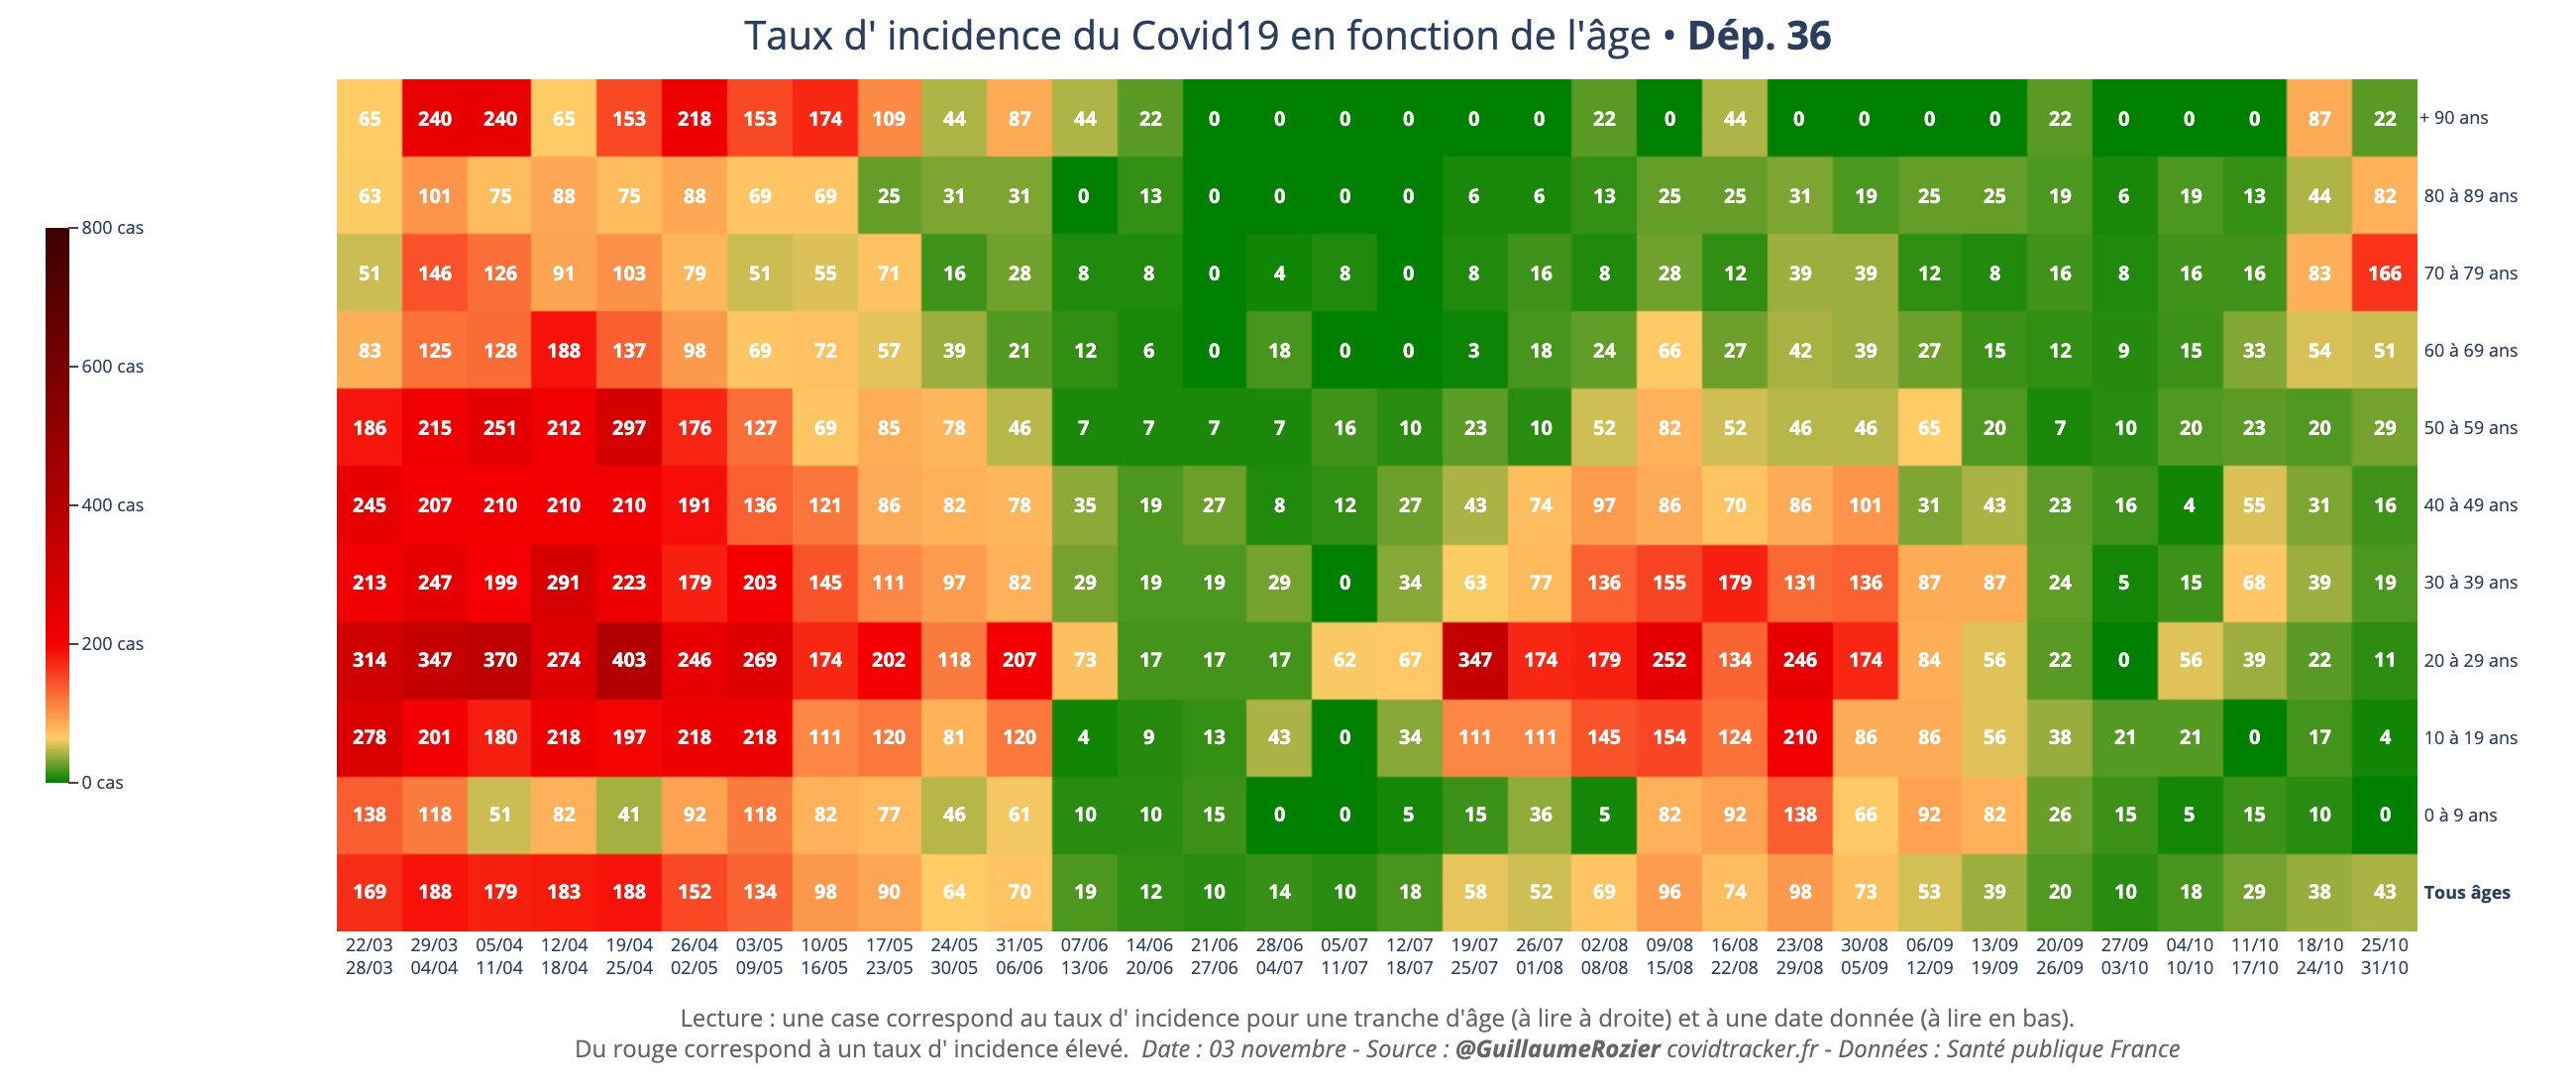 Taux d' incidence du Covid19 en fonction de l'âge • Dép. 36
800 cas
600 cas
400 cas
200 cas
0 cas
65 240 240 65 153 218 153 174 109 44 87 44 22 0 0 0 0 0 0 22 0 44 0 0 0 0 22 0 0 0 87 22 + 90 ans
63 101 75 88 75 88 69 69 25 31 31 0 13 0 0 0 0 6 6 13 25 25 31 19 25 25 19 6 19 13 44 82 80 à 89 ans
51 146 126 91 103 79 51 55 71 16 28 8 8 0 4 8 0 8 16 8 28 12 39 39 12 8 16 8 16 16 83 166 70 à 79 ans
83 125 128 188 137 98 69 72 57 39 21 12 6 0 18 0 0 3 18 24 66 27 42 39 27 15 12 9 15 33 54 51 60 à 69 ans
186 215 251 212 297 176 127 69 85 78 46 7 7 7 7 16 10 23 10 52 82 52 46 46 65 20 7 10 20 23 20 29 50 à 59 ans
245 207 210 210 210 191 136 121 86 82 78 35 19 27 8 12 27 43 74 97 86 70 86 101 31 43 23 16 4 55 31 16 40 à 49 ans
213 247 199 291 223 179 203 145 111 97 82 29 19 19 29 0 34 63 77 136 155 179 131 136 87 87 24 5 15 68 39 19 30 à 39 ans
314 347 370 274 403 246 269 174 202 118 207 73 17 17 17 62 67 347 174 179 252 134 246 174 84 56 22 0 56 39 22 11 20 à 29 ans
278 201 180 218 197 218 218 111 120 81 120 4 9 13 43 0 34 111 111 145 154 124 210 86 86 56 38 21 21 0 17 4 10 à 19 ans
138 118 51 82 41 92 118 82 77 46 61 10 10 15 0 0 5 15 36 5 82 92 138 66 92 82 26 15 5 15 10 0 0 à 9 ans
169 188 179 183 188 152 134 98 90 64 70 19 12 10 14 10 18 58 52 69 96 74 98 73 53 39 20 10 18 29 38 43 Tous âges
22/03 29/03 05/04 12/04 19/04 26/04 03/05 10/05 17/05 24/05 31/05 07/06 14/06 21/06 28/06 05/07 12/07 19/07 26/07 02/08 09/08 16/08 23/08 30/08 06/09 13/09 20/09 27/09 04/10 11/10 18/10 25/10
28/03 04/04 11/04 18/04 25/04 02/05 09/05 16/05 23/05 30/05 06/06 13/06 20/06 27/06 04/07 11/07 18/07 25/07 01/08 08/08 15/08 22/08 29/08 05/09 12/09 19/09 26/09 03/10 10/10 17/10 24/10 31/10
Lecture : une case correspond au taux d' incidence pour une tranche d'âge (à lire à droite) et à une date donnée (à lire en bas).
Du rouge correspond à un taux d' incidence élevé. Date : 03 novembre - Source : @GuillaumeRozier covidtracker.fr - Données : Santé publique France